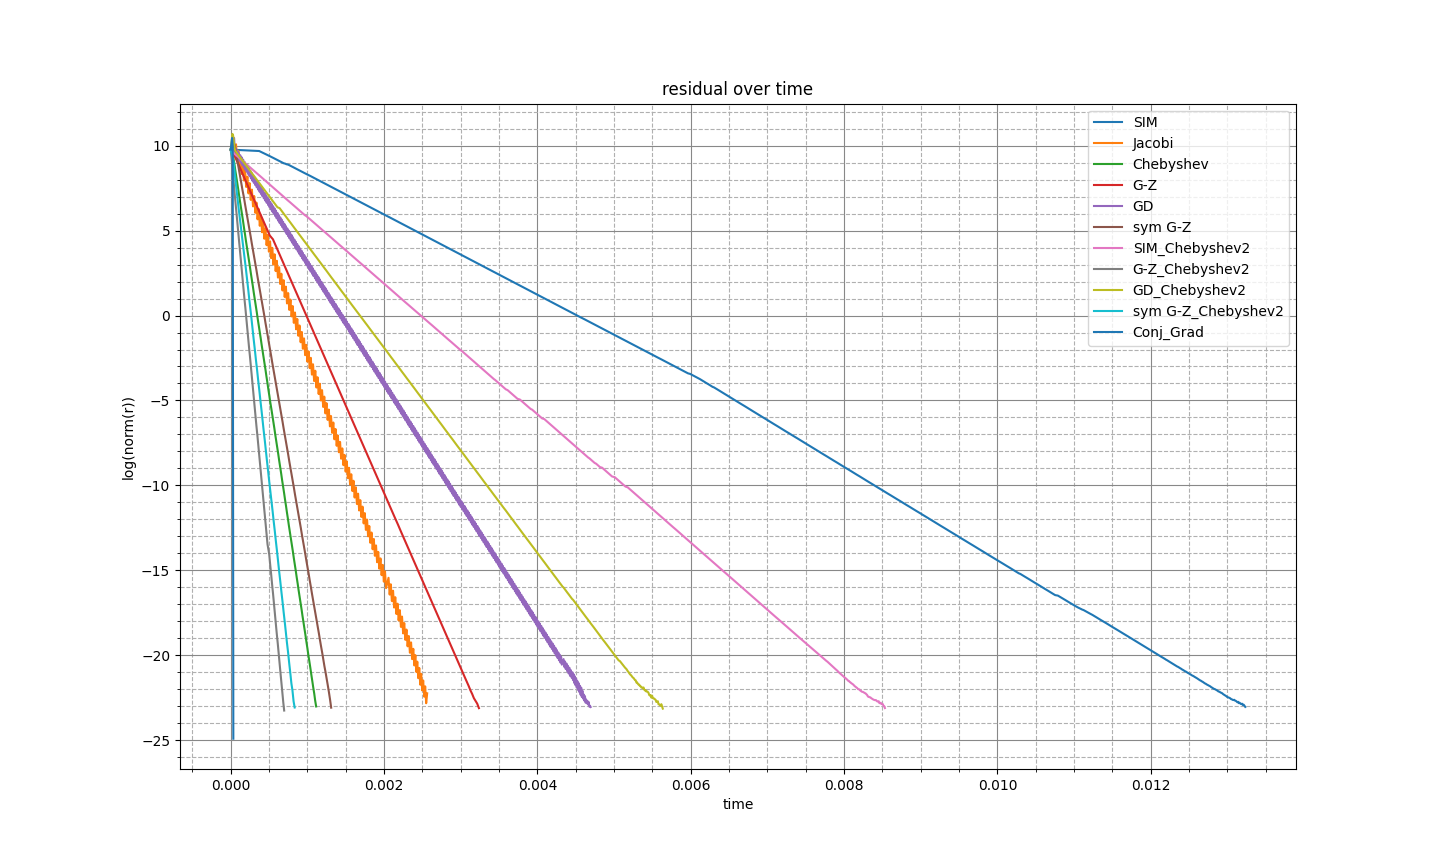 residual over time
log(norm(r))
10
5
0
−5
−10
−15
−20
−25
0.000
0.002
0.004
0.006
0.008
0.010
0.012
time
SIM
Jacobi
Chebyshev
G-Z
GD
sym G-Z
SIM_Chebyshev2
G-Z_Chebyshev2
GD_Chebyshev2
sym G-Z_Chebyshev2
Conj_Grad